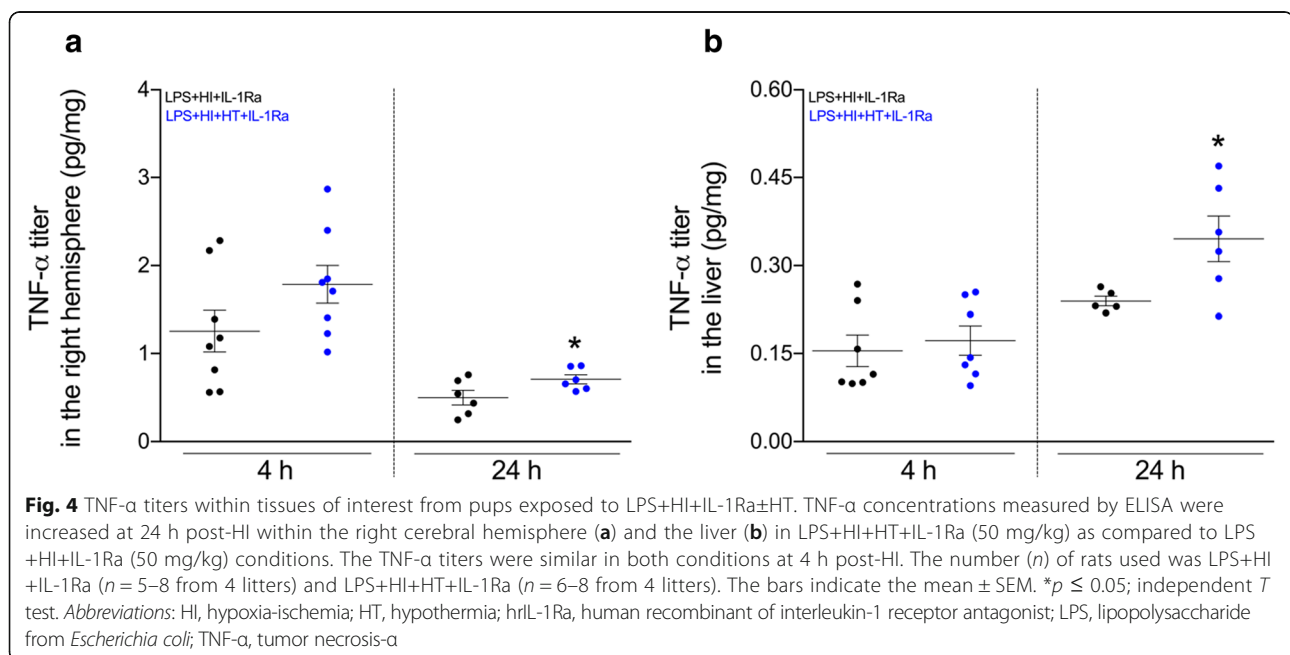 a
TNF-α titer
in the right hemisphere (pg/mg)
4
3
2
1
0
LPS+HI+IL-1Ra
LPS+HI+HT+IL-1Ra
*
4 h
24 h
b
TNF-α titer
in the liver (pg/mg)
0.60
0.45
0.30
0.15
0.00
LPS+HI+IL-1Ra
LPS+HI+HT+IL-1Ra
*
4 h
24 h
Fig. 4 TNF-α titers within tissues of interest from pups exposed to LPS+HI+IL-1Ra±HT. TNF-α concentrations measured by ELISA were
increased at 24 h post-HI within the right cerebral hemisphere (a) and the liver (b) in LPS+HI+HT+IL-1Ra (50 mg/kg) as compared to LPS
+HI+IL-1Ra (50 mg/kg) conditions. The TNF-α titers were similar in both conditions at 4 h post-HI. The number (n) of rats used was LPS+HI
+IL-1Ra (n = 5–8 from 4 litters) and LPS+HI+HT+IL-1Ra (n = 6–8 from 4 litters). The bars indicate the mean ± SEM. *p ≤ 0.05; independent T
test. Abbreviations: HI, hypoxia-ischemia; HT, hypothermia; hrIL-1Ra, human recombinant of interleukin-1 receptor antagonist; LPS, lipopolysaccharide
from Escherichia coli; TNF-α, tumor necrosis-α